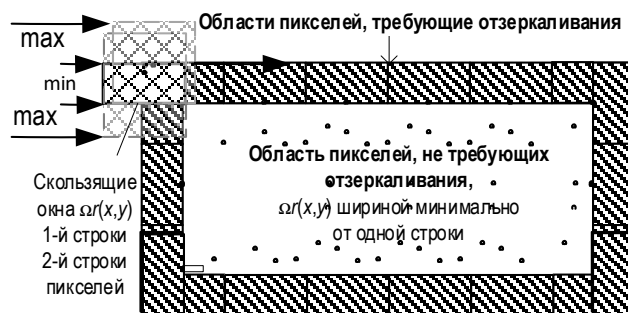 Области пикселей, требующие отзеркаливания
max
min
max
Область пикселей, не требующих
отзеркаливания,
Ωr(x,y) шириной минимально
от одной строки
Скользящие
окна Ωr(x,y)
1-й строки
2-й строки
пикселей